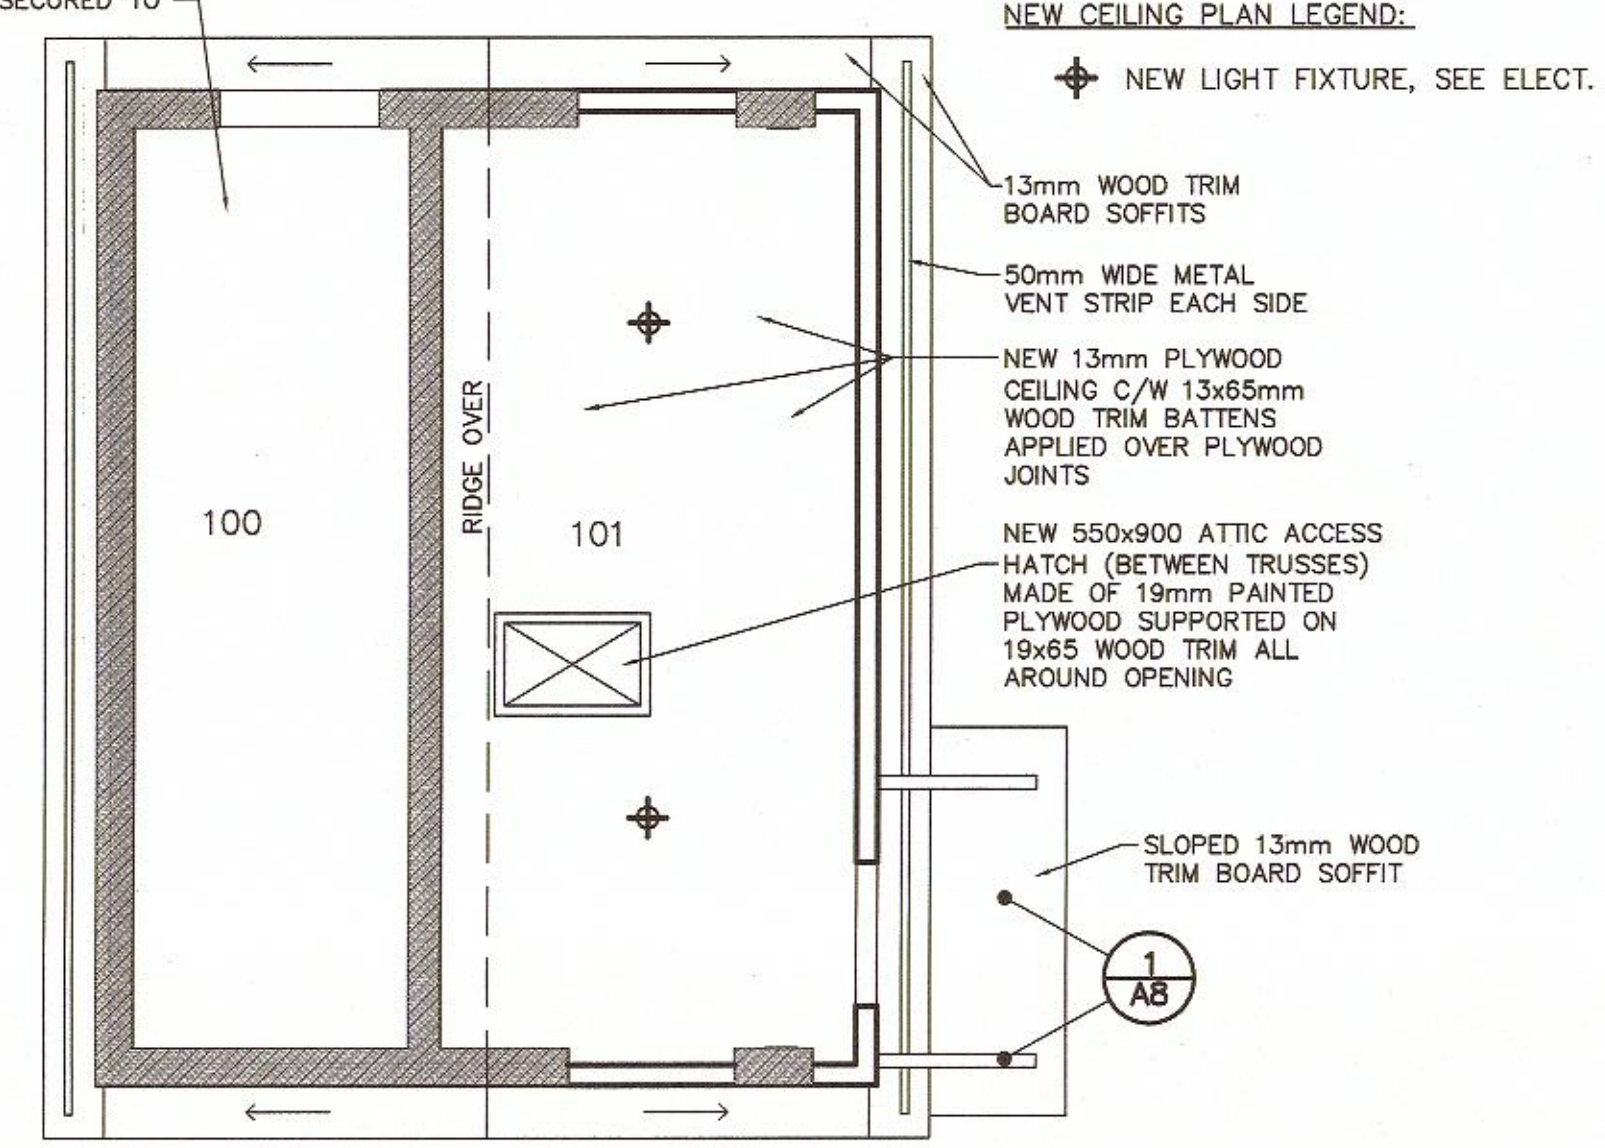 SECURED TO
NEW CEILING PLAN LEGEND:
NEW LIGHT FIXTURE, SEE ELECT.
13mm WOOD TRIM
BOARD SOFFITS
50mm WIDE METAL
VENT STRIP EACH SIDE
NEW 13mm PLYWOOD
CEILING C/W 13x65mm
WOOD TRIM BATTENS
APPLIED OVER PLYWOOD
JOINTS
RIDGE OVER
100
101
NEW 550x900 ATTIC ACCESS
HATCH (BETWEEN TRUSSES)
MADE OF 19mm PAINTED
PLYWOOD SUPPORTED ON
19x65 WOOD TRIM ALL
AROUND OPENING
SLOPED 13mm WOOD
TRIM BOARD SOFFIT
1
A8